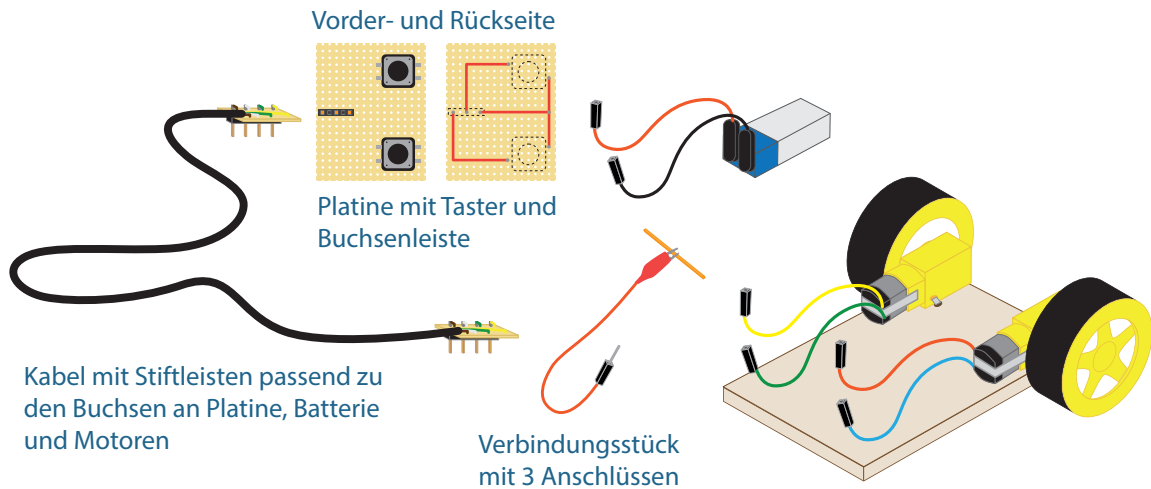 Vorder- und Rückseite
Platine mit Taster und
Buchsenleiste
Kabel mit Stiftleisten passend zu
den Buchsen an Platine, Batterie
und Motoren
Verbindungsstück
mit 3 Anschlüssen